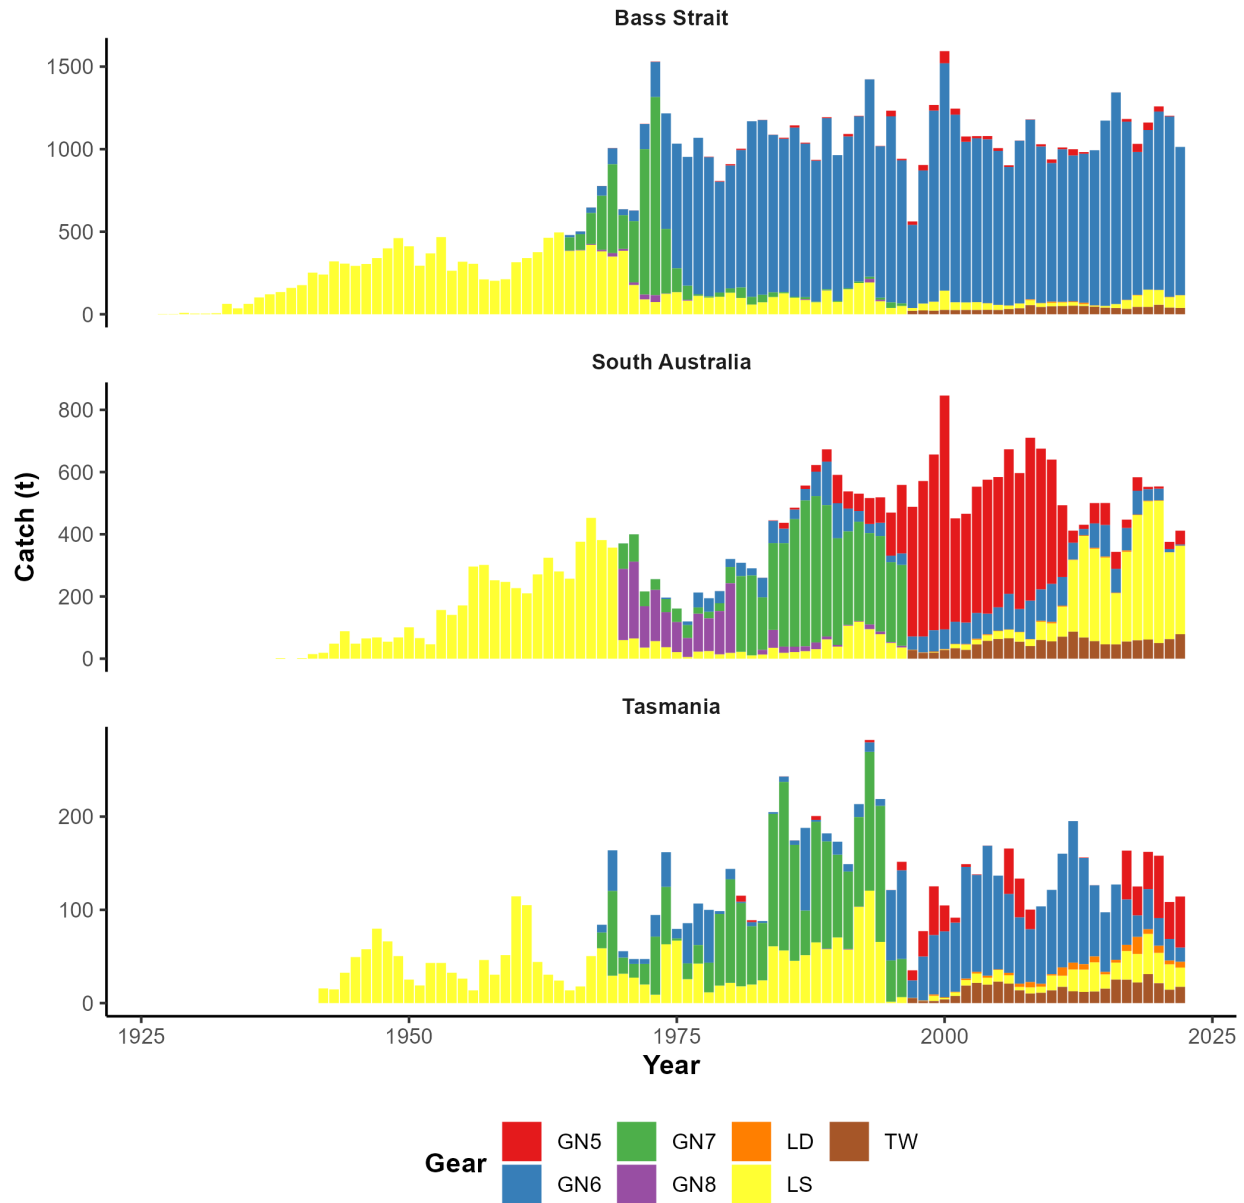 Bass Strait
1500
1000
500
0
South Australia
800
600
400
200
0
Catch (t)
Tasmania
200
100
0
1925 1950 1975 2000 2025
Year
Gear
GN5 GN7 LD TW
GN6 GN8 LS